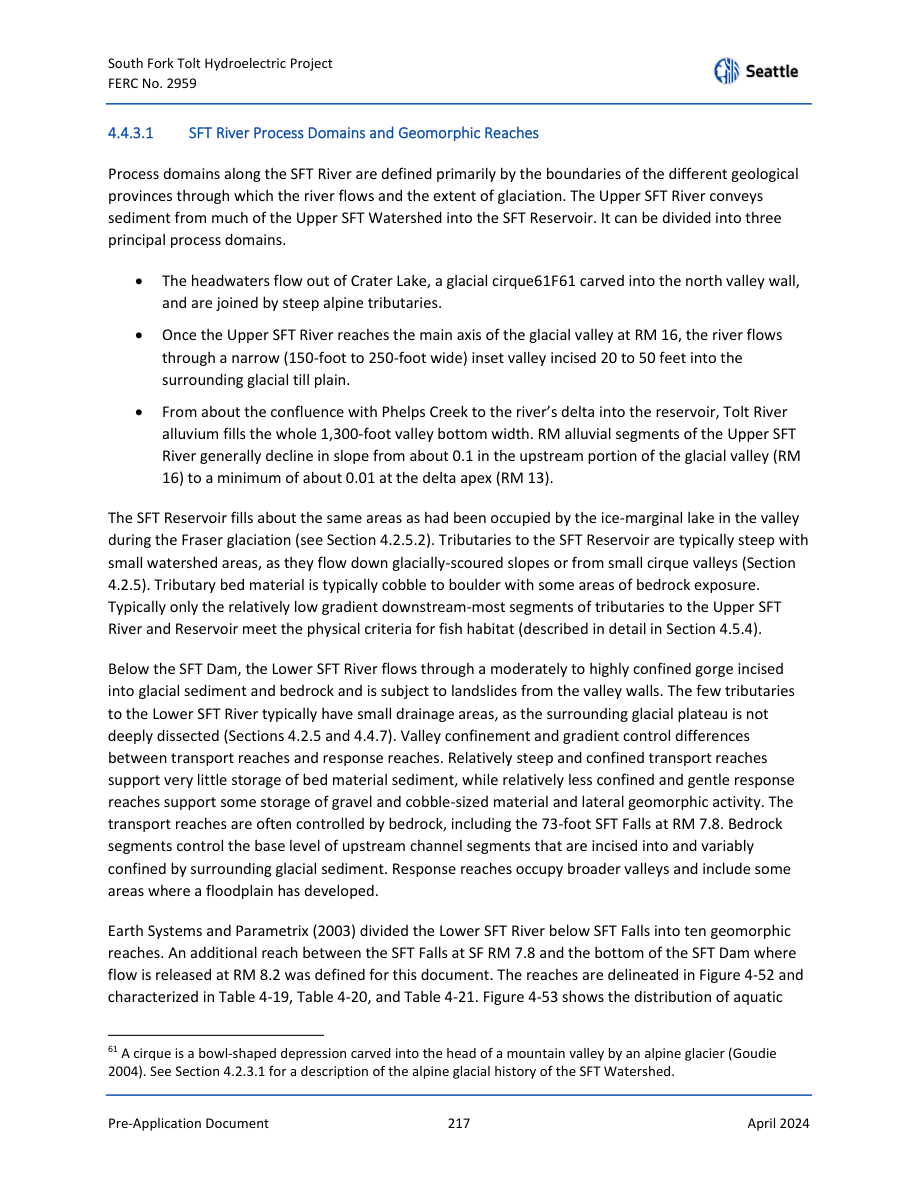 South Fork Tolt Hydroelectric Project
FERC No. 2959
Seattle
4.4.3.1 SFT River Process Domains and Geomorphic Reaches
Process domains along the SFT River are defined primarily by the boundaries of the different geological
provinces through which the river flows and the extent of glaciation. The Upper SFT River conveys
sediment from much of the Upper SFT Watershed into the SFT Reservoir. It can be divided into three
principal process domains.
• The headwaters flow out of Crater Lake, a glacial cirque61F61 carved into the north valley wall,
and are joined by steep alpine tributaries.
• Once the Upper SFT River reaches the main axis of the glacial valley at RM 16, the river flows
through a narrow (150-foot to 250-foot wide) inset valley incised 20 to 50 feet into the
surrounding glacial till plain.
• From about the confluence with Phelps Creek to the river’s delta into the reservoir, Tolt River
alluvium fills the whole 1,300-foot valley bottom width. RM alluvial segments of the Upper SFT
River generally decline in slope from about 0.1 in the upstream portion of the glacial valley (RM
16) to a minimum of about 0.01 at the delta apex (RM 13).
The SFT Reservoir fills about the same areas as had been occupied by the ice-marginal lake in the valley
during the Fraser glaciation (see Section 4.2.5.2). Tributaries to the SFT Reservoir are typically steep with
small watershed areas, as they flow down glacially-scoured slopes or from small cirque valleys (Section
4.2.5). Tributary bed material is typically cobble to boulder with some areas of bedrock exposure.
Typically only the relatively low gradient downstream-most segments of tributaries to the Upper SFT
River and Reservoir meet the physical criteria for fish habitat (described in detail in Section 4.5.4).
Below the SFT Dam, the Lower SFT River flows through a moderately to highly confined gorge incised
into glacial sediment and bedrock and is subject to landslides from the valley walls. The few tributaries
to the Lower SFT River typically have small drainage areas, as the surrounding glacial plateau is not
deeply dissected (Sections 4.2.5 and 4.4.7). Valley confinement and gradient control differences
between transport reaches and response reaches. Relatively steep and confined transport reaches
support very little storage of bed material sediment, while relatively less confined and gentle response
reaches support some storage of gravel and cobble-sized material and lateral geomorphic activity. The
transport reaches are often controlled by bedrock, including the 73-foot SFT Falls at RM 7.8. Bedrock
segments control the base level of upstream channel segments that are incised into and variably
confined by surrounding glacial sediment. Response reaches occupy broader valleys and include some
areas where a floodplain has developed.
Earth Systems and Parametrix (2003) divided the Lower SFT River below SFT Falls into ten geomorphic
reaches. An additional reach between the SFT Falls at SF RM 7.8 and the bottom of the SFT Dam where
flow is released at RM 8.2 was defined for this document. The reaches are delineated in Figure 4-52 and
characterized in Table 4-19, Table 4-20, and Table 4-21. Figure 4-53 shows the distribution of aquatic
61 A cirque is a bowl-shaped depression carved into the head of a mountain valley by an alpine glacier (Goudie
2004). See Section 4.2.3.1 for a description of the alpine glacial history of the SFT Watershed.
Pre-Application Document 217 April 2024